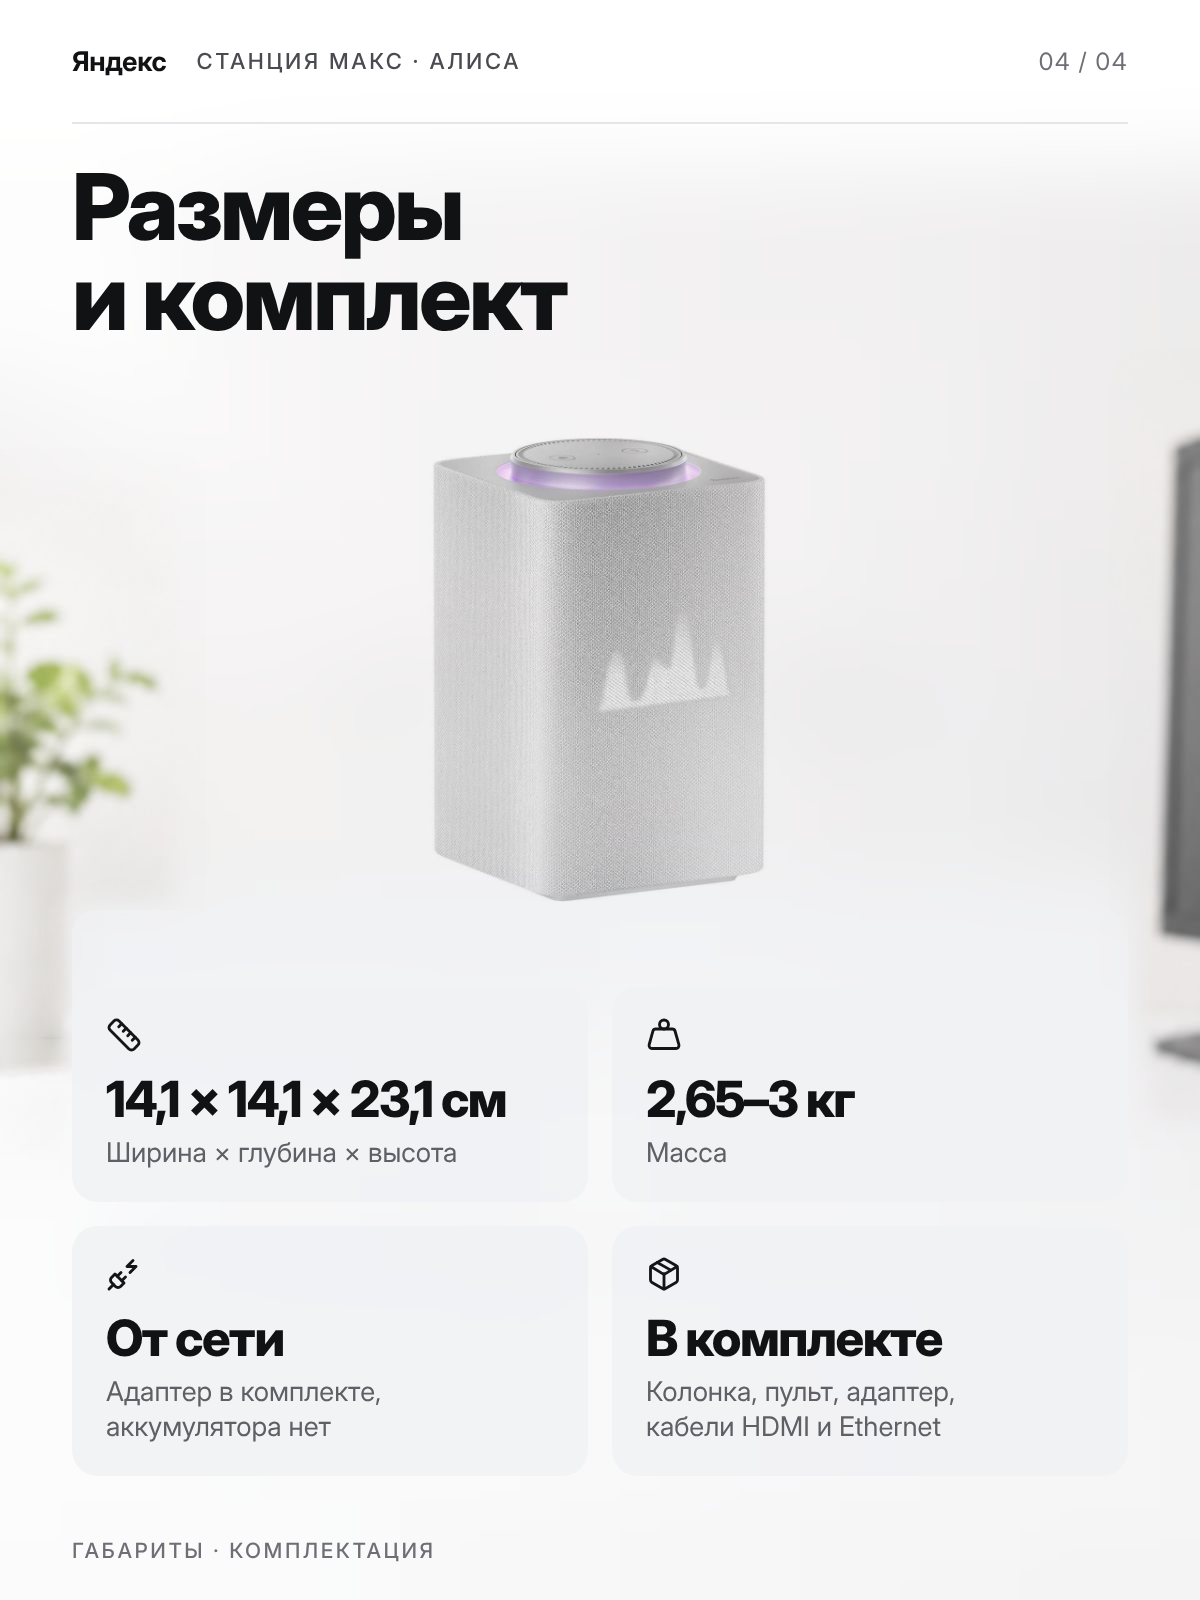 Яндекс СТАНЦИЯ МАКС · АЛИСА 04 / 04
Размеры
и комплект
14,1 × 14,1 × 23,1 см
Ширина × глубина × высота
2,65–3 кг
Масса
От сети
Адаптер в комплекте,
аккумулятора нет
В комплекте
Колонка, пульт, адаптер,
кабели HDMI и Ethernet
ГАБАРИТЫ · КОМПЛЕКТАЦИЯ